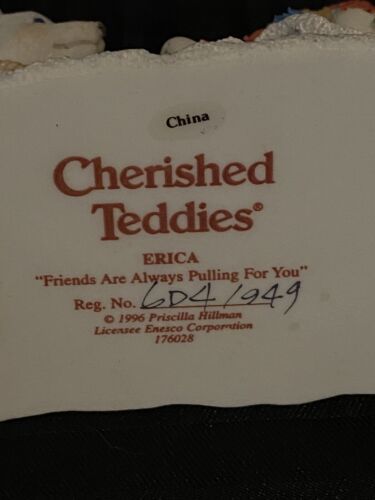 China
Cherished
Teddies®
ERICA
"Friends Are Always Pulling For You"
Reg. No. 6D4/949
© 1996 Priscilla Hillman
Licensee Enesco Corporation
176028